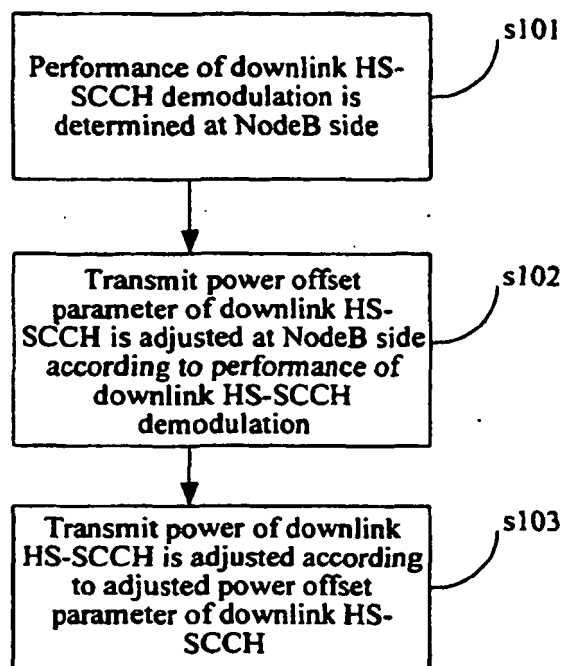 s101
Performance of downlink HS-
SCCH demodulation is
determined at NodeB side
s102
Transmit power offset
parameter of downlink HS-
SCCH is adjusted at NodeB side
according to performance of
downlink HS-SCCH
demodulation
s103
Transmit power of downlink
HS-SCCH is adjusted according
to adjusted power offset
parameter of downlink HS-
SCCH